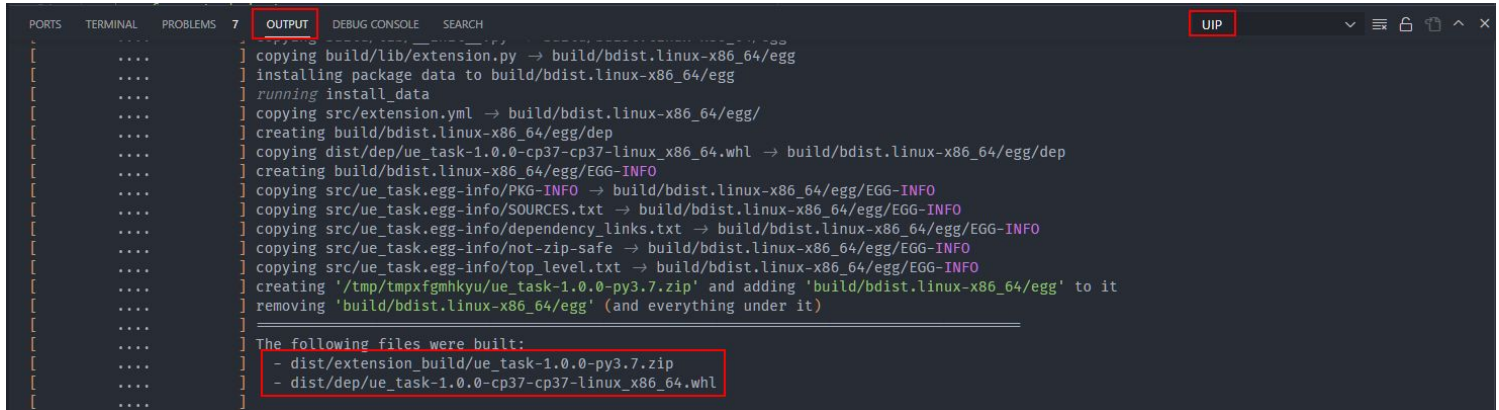 PORTS TERMINAL PROBLEMS 7 OUTPUT DEBUG CONSOLE SEARCH UIP
[ .... ] copying build/lib/__init__.py → build/bdist.linux-x86_64/egg
[ .... ] copying build/lib/extension.py → build/bdist.linux-x86_64/egg
[ .... ] installing package data to build/bdist.linux-x86_64/egg
[ .... ] running install_data
[ .... ] copying src/extension.yml → build/bdist.linux-x86_64/egg/
[ .... ] creating build/bdist.linux-x86_64/egg/dep
[ .... ] copying dist/dep/ue_task-1.0.0-cp37-cp37-linux_x86_64.whl → build/bdist.linux-x86_64/egg/dep
[ .... ] creating build/bdist.linux-x86_64/egg/EGG-INFO
[ .... ] copying src/ue_task.egg-info/PKG-INFO → build/bdist.linux-x86_64/egg/EGG-INFO
[ .... ] copying src/ue_task.egg-info/SOURCES.txt → build/bdist.linux-x86_64/egg/EGG-INFO
[ .... ] copying src/ue_task.egg-info/dependency_links.txt → build/bdist.linux-x86_64/egg/EGG-INFO
[ .... ] copying src/ue_task.egg-info/not-zip-safe → build/bdist.linux-x86_64/egg/EGG-INFO
[ .... ] copying src/ue_task.egg-info/top_level.txt → build/bdist.linux-x86_64/egg/EGG-INFO
[ .... ] creating '/tmp/tmpxfgmhkyu/ue_task-1.0.0-py3.7.zip' and adding 'build/bdist.linux-x86_64/egg' to it
[ .... ] removing 'build/bdist.linux-x86_64/egg' (and everything under it)
[ .... ]
[ .... ] The following files were built:
[ .... ] - dist/extension_build/ue_task-1.0.0-py3.7.zip
[ .... ] - dist/dep/ue_task-1.0.0-cp37-cp37-linux_x86_64.whl
[ .... ]